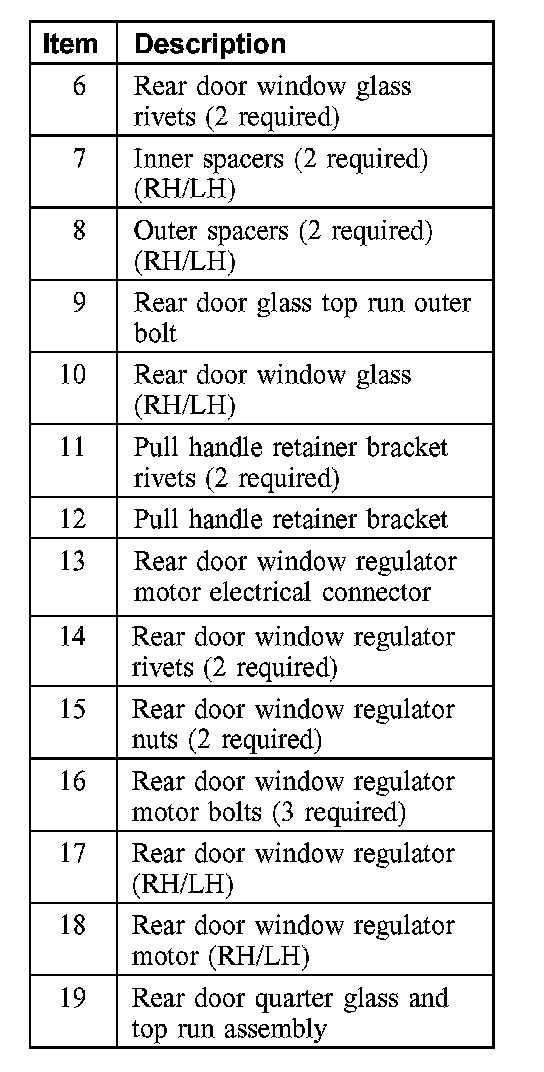 Item Description
6 Rear door window glass
rivets (2 required)
7 Inner spacers (2 required)
(RH/LH)
8 Outer spacers (2 required)
(RH/LH)
9 Rear door glass top run outer
bolt
10 Rear door window glass
(RH/LH)
11 Pull handle retainer bracket
rivets (2 required)
12 Pull handle retainer bracket
13 Rear door window regulator
motor electrical connector
14 Rear door window regulator
rivets (2 required)
15 Rear door window regulator
nuts (2 required)
16 Rear door window regulator
motor bolts (3 required)
17 Rear door window regulator
(RH/LH)
18 Rear door window regulator
motor (RH/LH)
19 Rear door quarter glass and
top run assembly